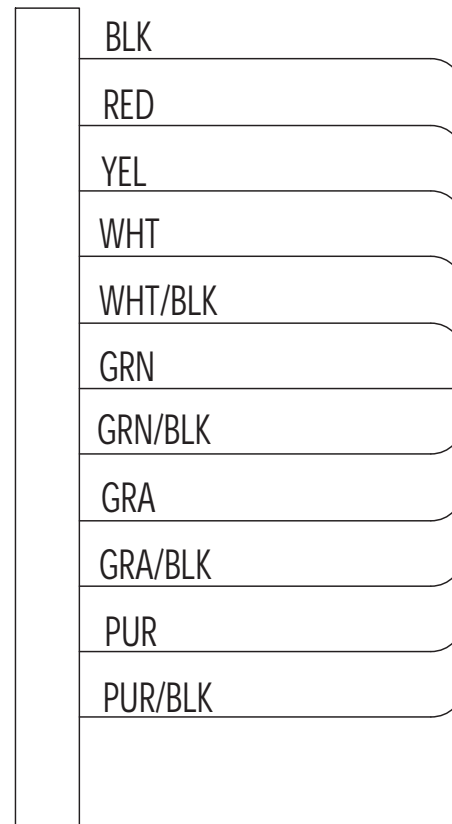 BLK
RED
YEL
WHT
WHT/BLK
GRN
GRN/BLK
GRA
GRA/BLK
PUR
PUR/BLK